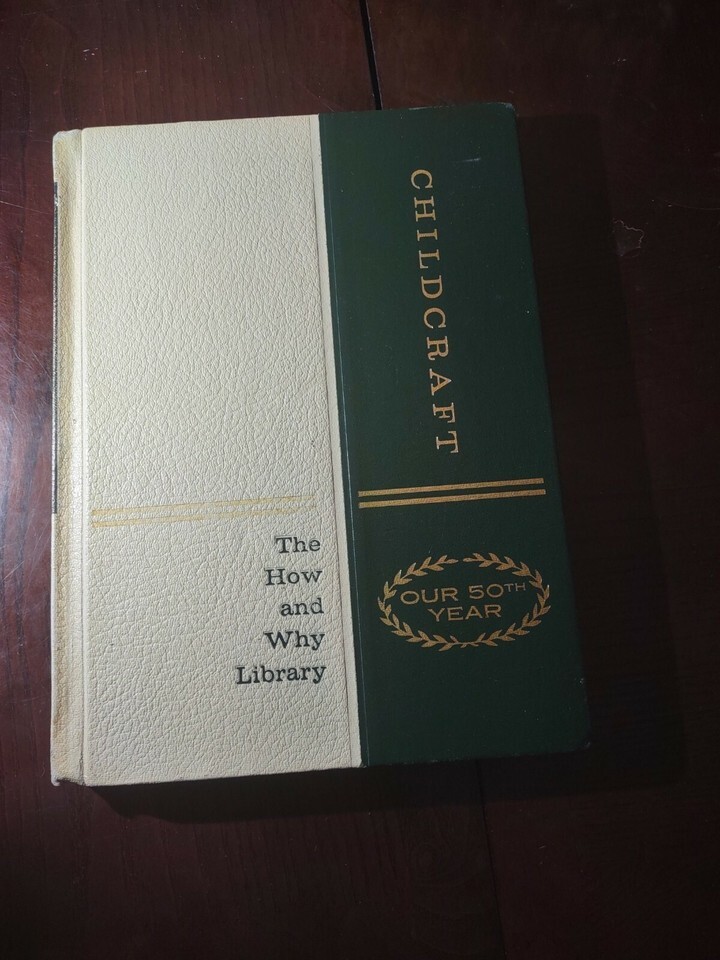 CHILDCRAFT
OUR 50TH
YEAR
The
How
and
Why
Library